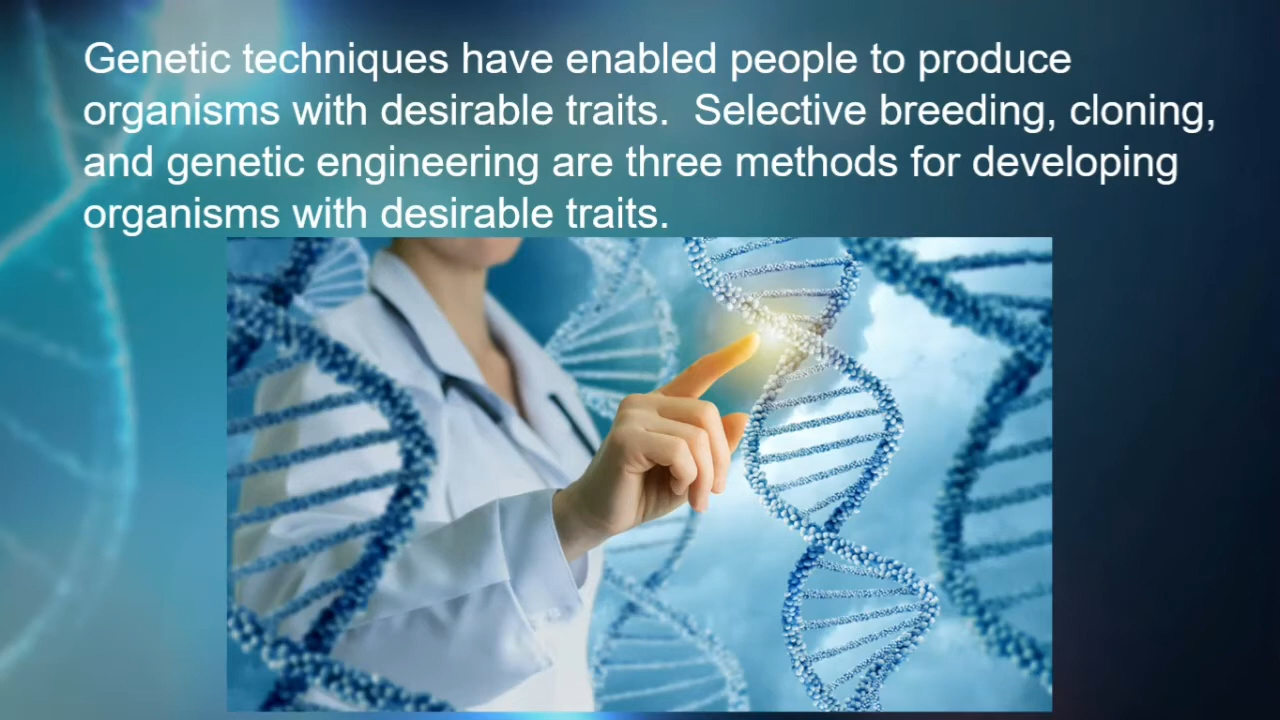 Genetic techniques have enabled people to produce
organisms with desirable traits.  Selective breeding, cloning,
and genetic engineering are three methods for developing
organisms with desirable traits.